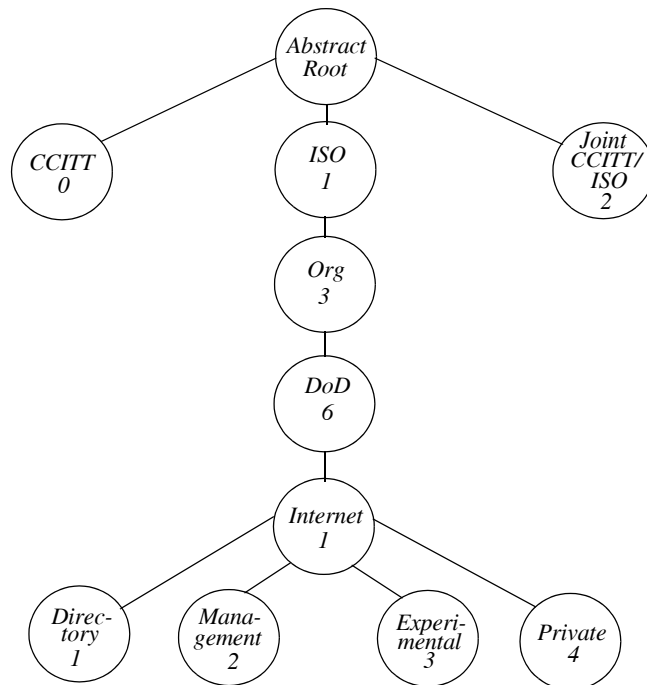 Abstract
Root
CCITT
0
ISO
1
Joint
CCITT/
ISO
2
Org
3
DoD
6
Internet
1
Direc-
tory
1
Mana-
gement
2
Experi-
mental
3
Private
4